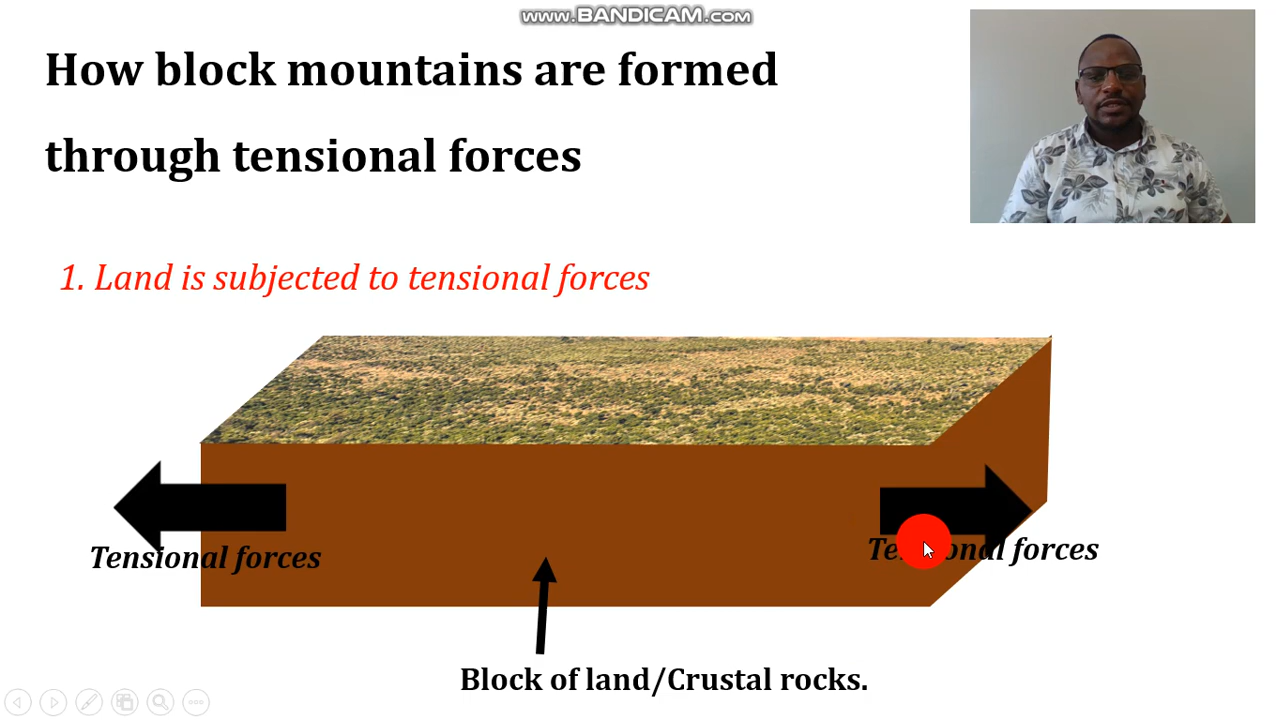 www.BANDICAM.com
How block mountains are formed
through tensional forces
1. Land is subjected to tensional forces
Tensional forces
forces
Block of land/Crustal rocks.